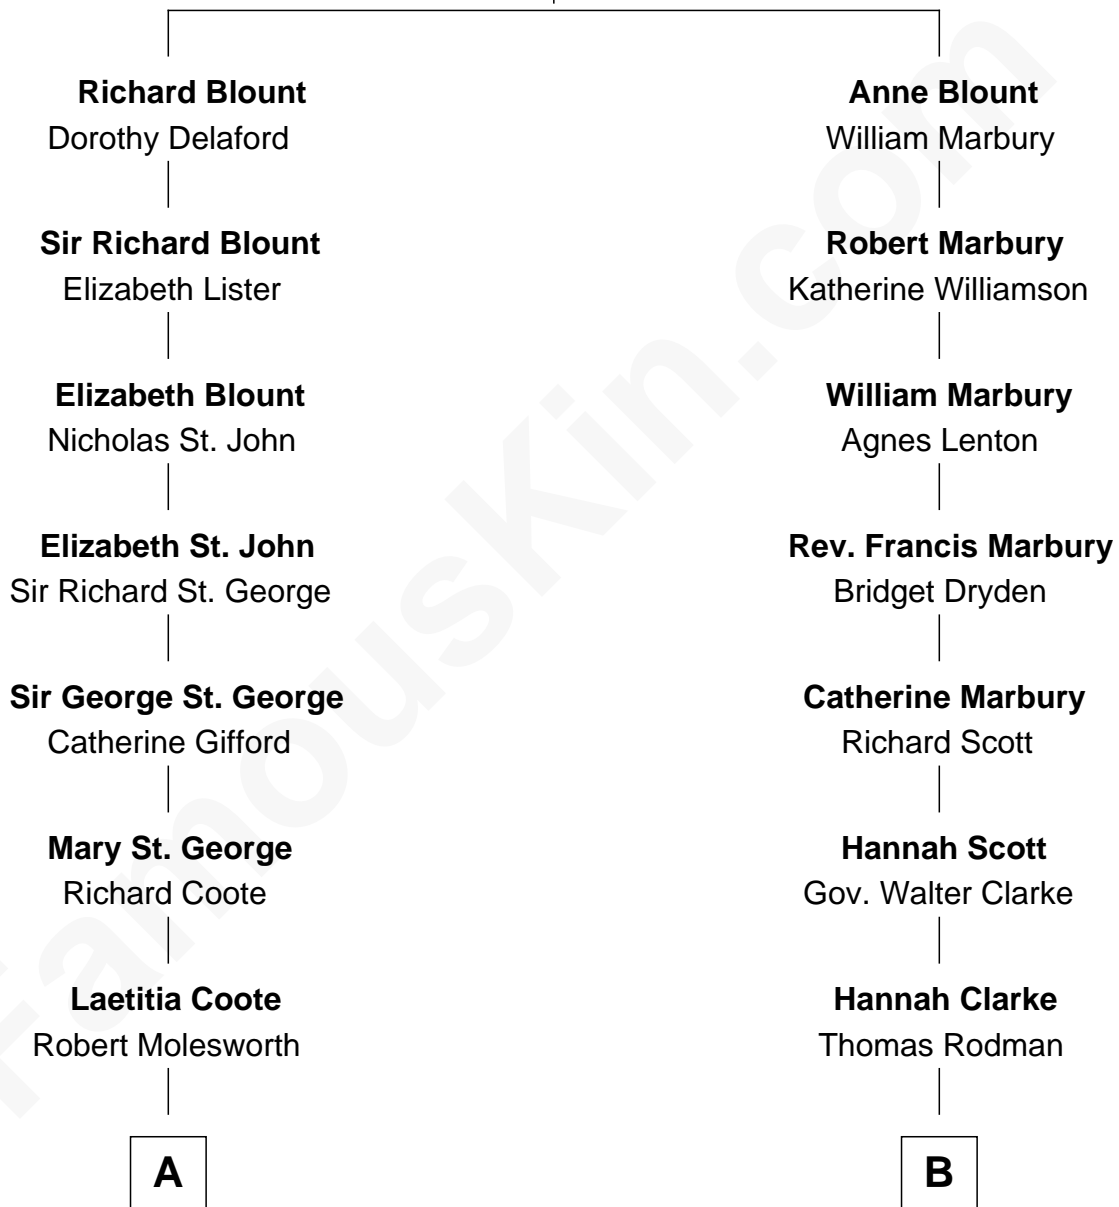 Richard Blount
Dorothy Delaford
Sir Richard Blount
Elizabeth Lister
Elizabeth Blount
Nicholas St. John
Elizabeth St. John
Sir Richard St. George
Sir George St. George
Catherine Gifford
Mary St. George
Richard Coote
Laetitia Coote
Robert Molesworth
A
Anne Blount
William Marbury
Robert Marbury
Katherine Williamson
William Marbury
Agnes Lenton
Rev. Francis Marbury
Bridget Dryden
Catherine Marbury
Richard Scott
Hannah Scott
Gov. Walter Clarke
Hannah Clarke
Thomas Rodman
B
FamousKin.com